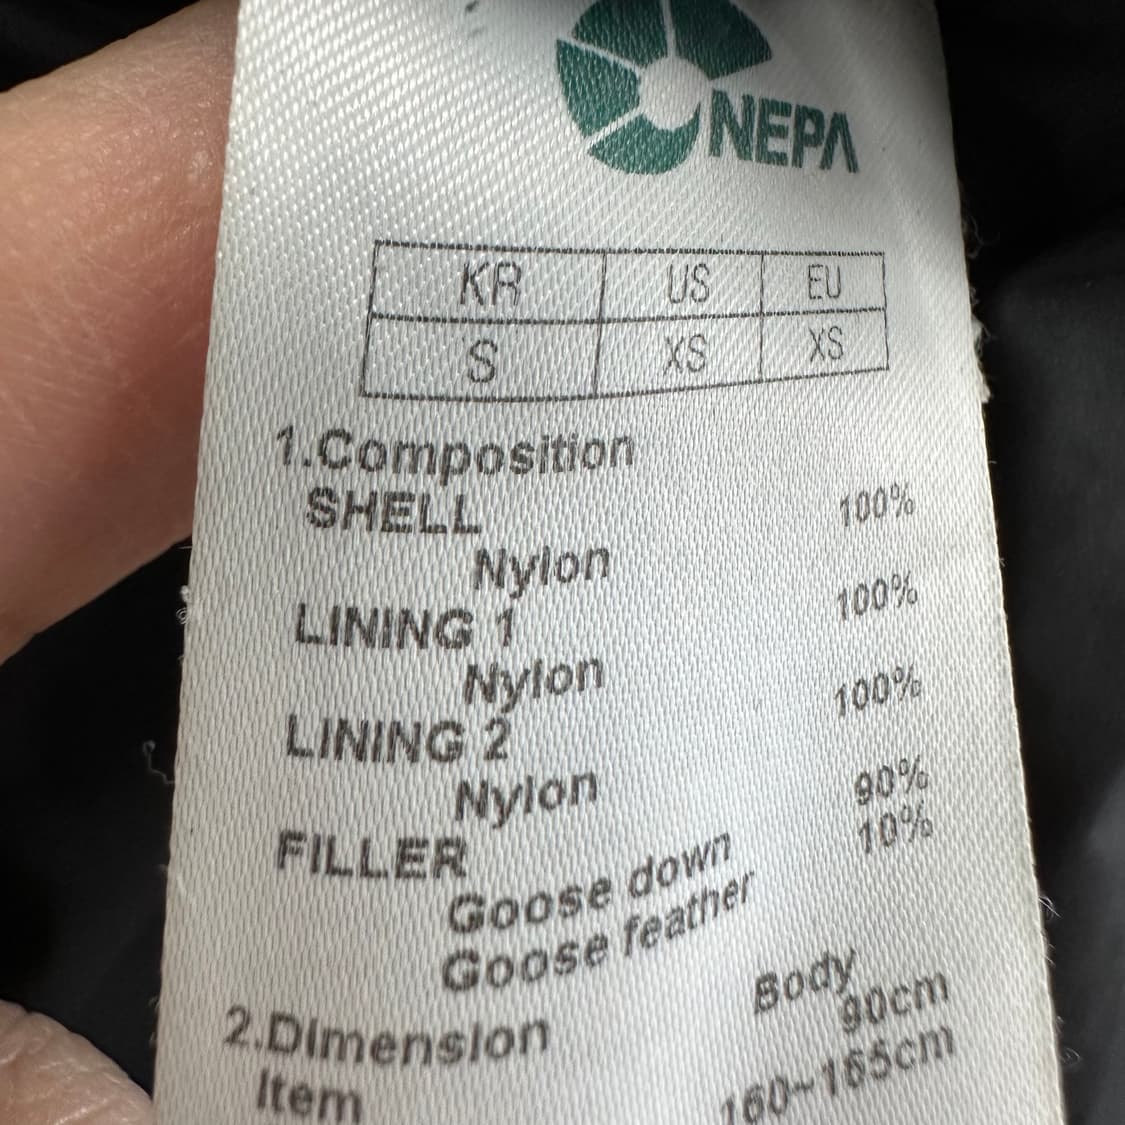 NEPA
KR US EU
S XS XS
1.Composition
SHELL
Nylon 100%
LINING 1
Nylon 100%
LINING 2
Nylon 100%
FILLER
Goose down 90%
Goose feather 10%
2.Dimension
Item Body
90cm
160~165cm